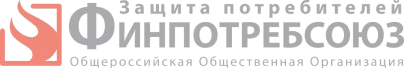 Защита потребителей
ФИНПОТРЕБСОЮЗ
Общероссийская Общественная Организация